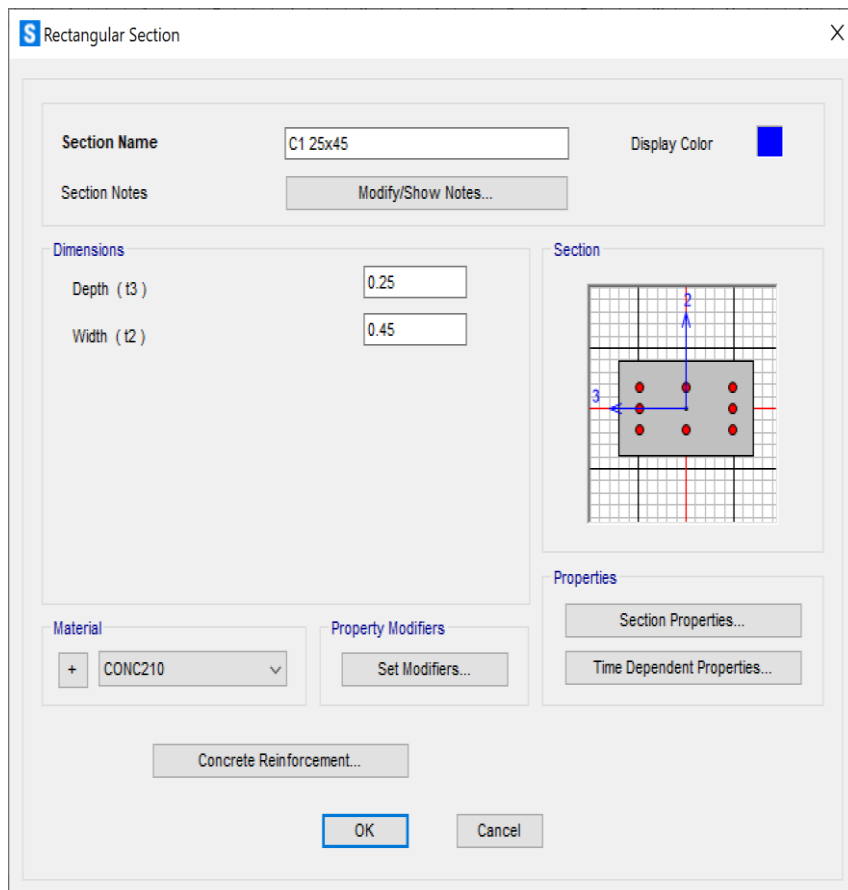 S Rectangular Section
X
Section Name C1 25x45 Display Color
Section Notes Modify/Show Notes...
Dimensions
Depth ( t3 ) 0.25
Width ( t2 ) 0.45
Section
2
3
Properties
Section Properties...
Time Dependent Properties...
Material
+ CONC210
Property Modifiers
Set Modifiers...
Concrete Reinforcement...
OK Cancel